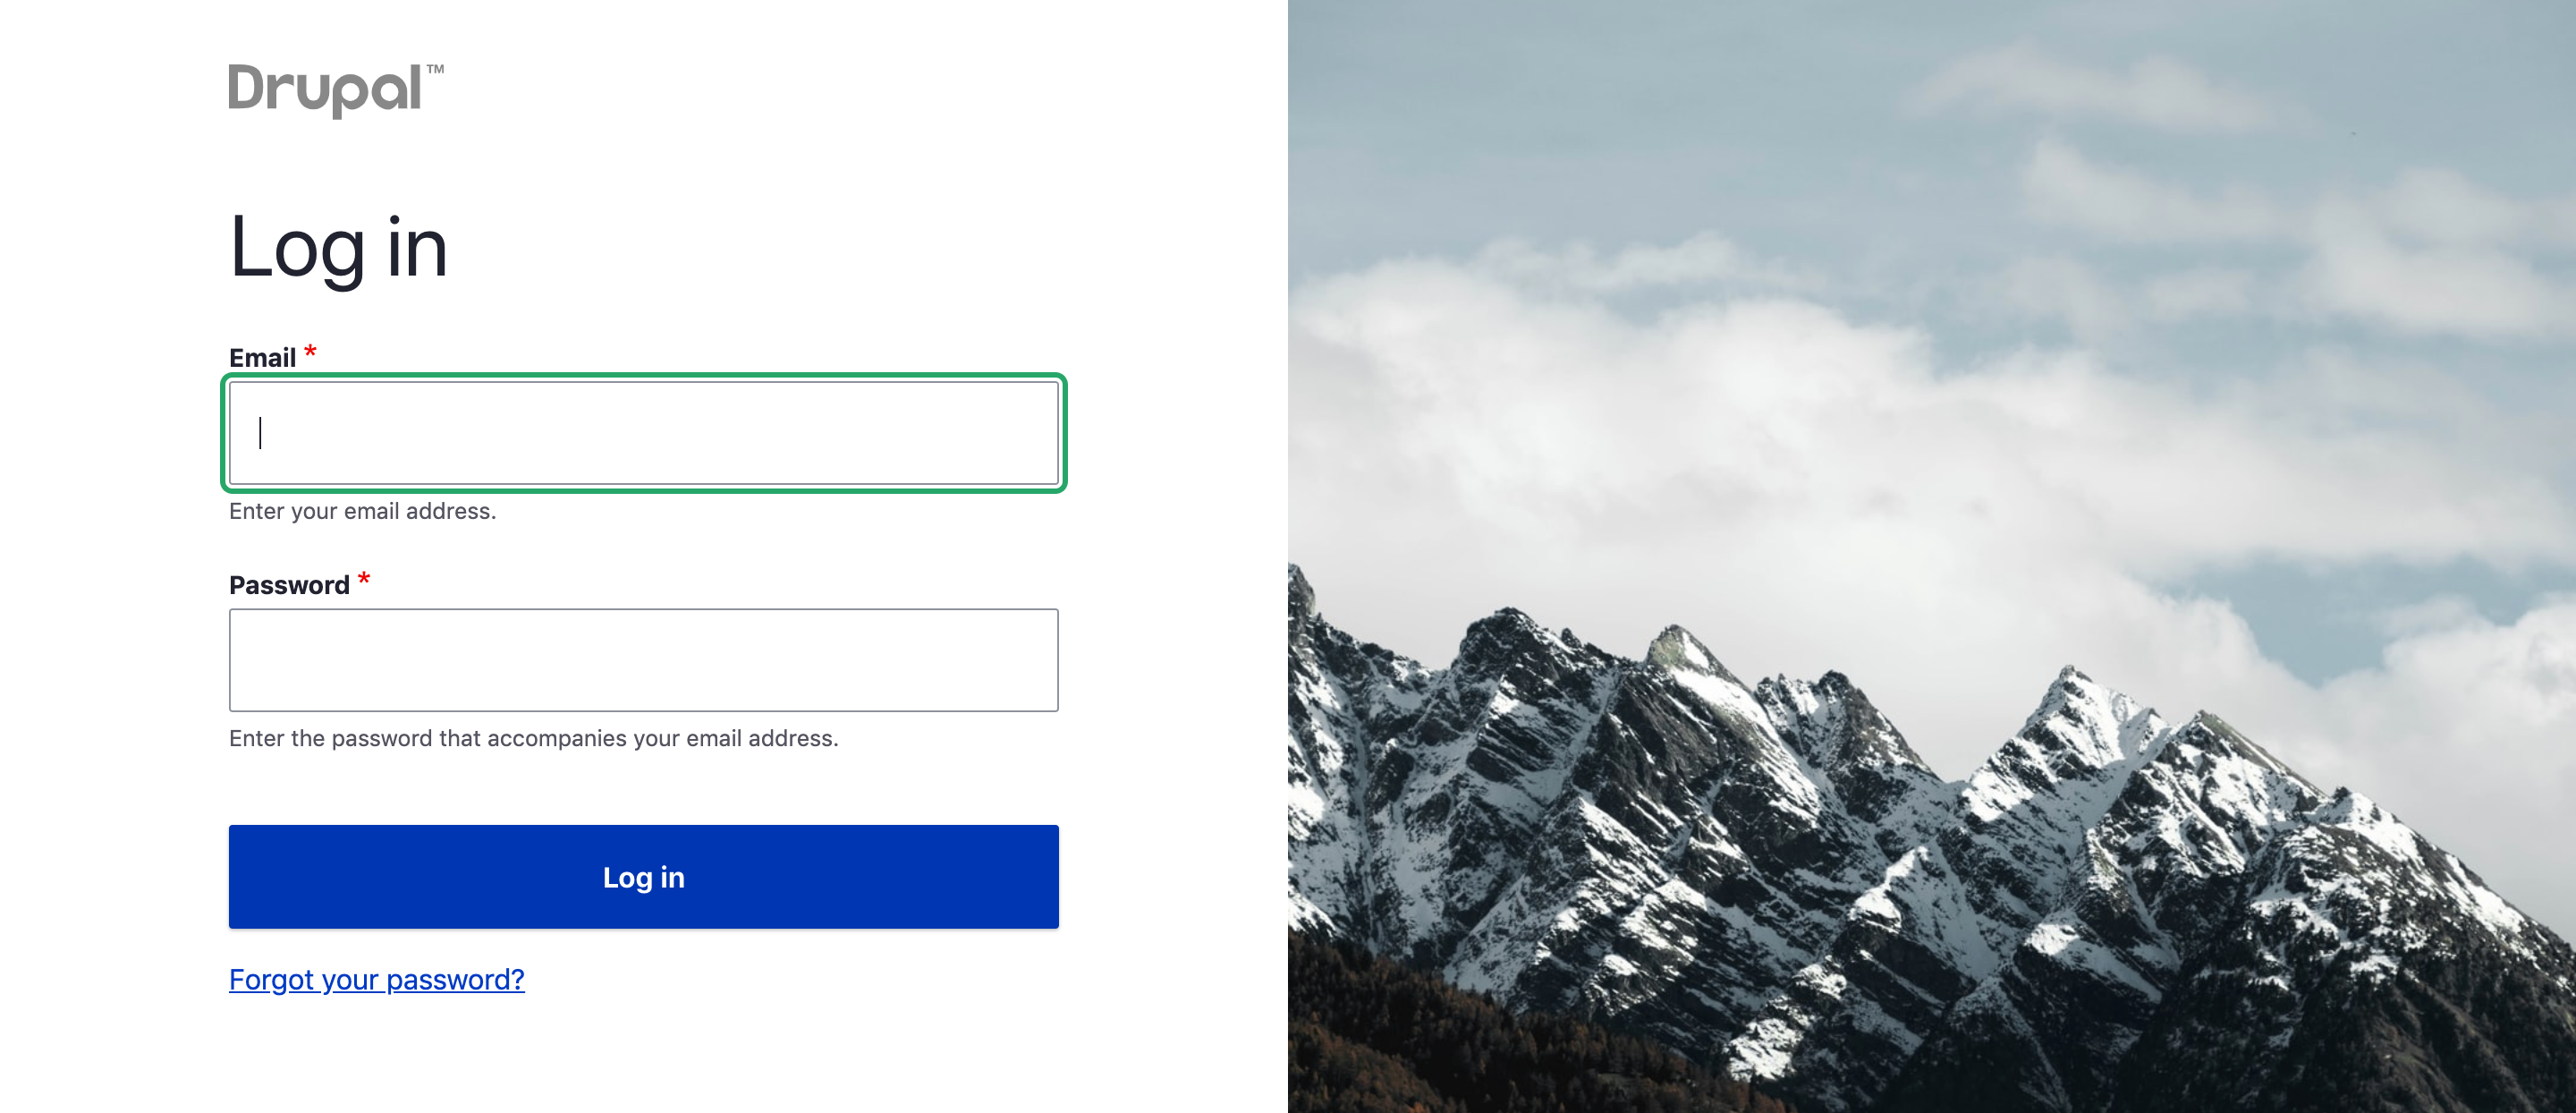 Drupal™
Log in
Email *
Enter your email address.
Password *
Enter the password that accompanies your email address.
Log in
Forgot your password?